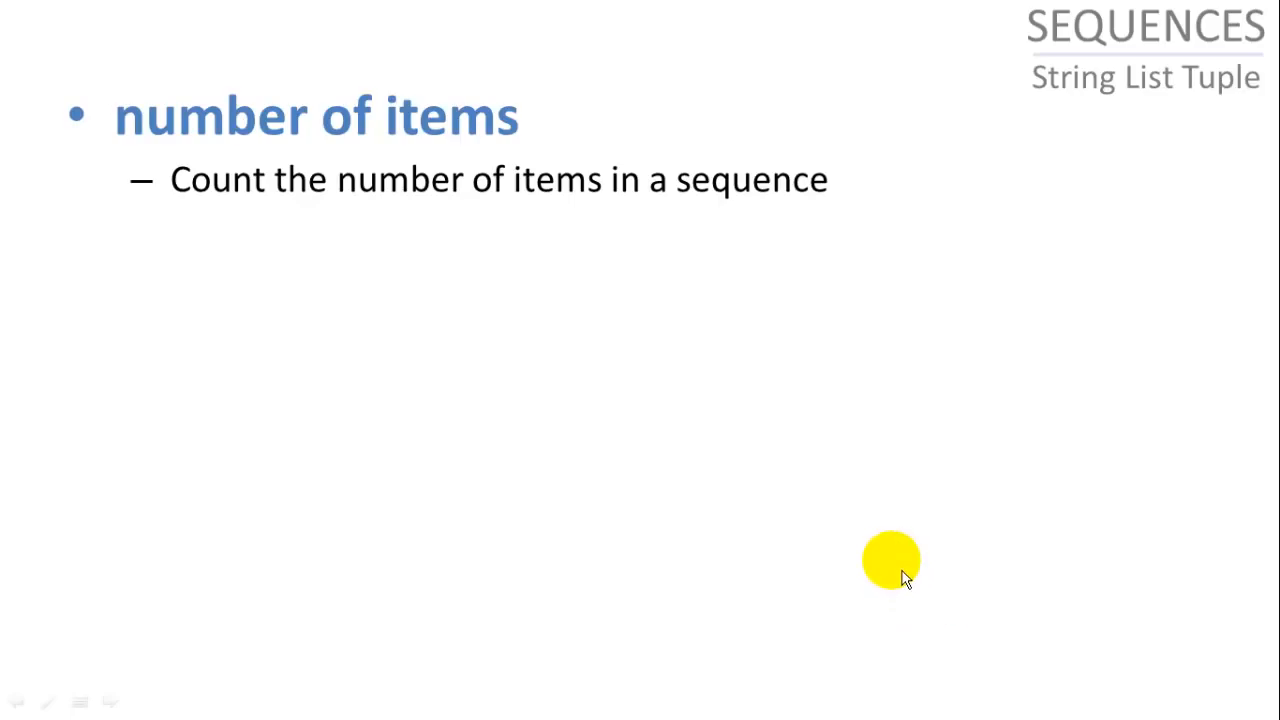 SEQUENCES
String List Tuple
• number of items
– Count the number of items in a sequence